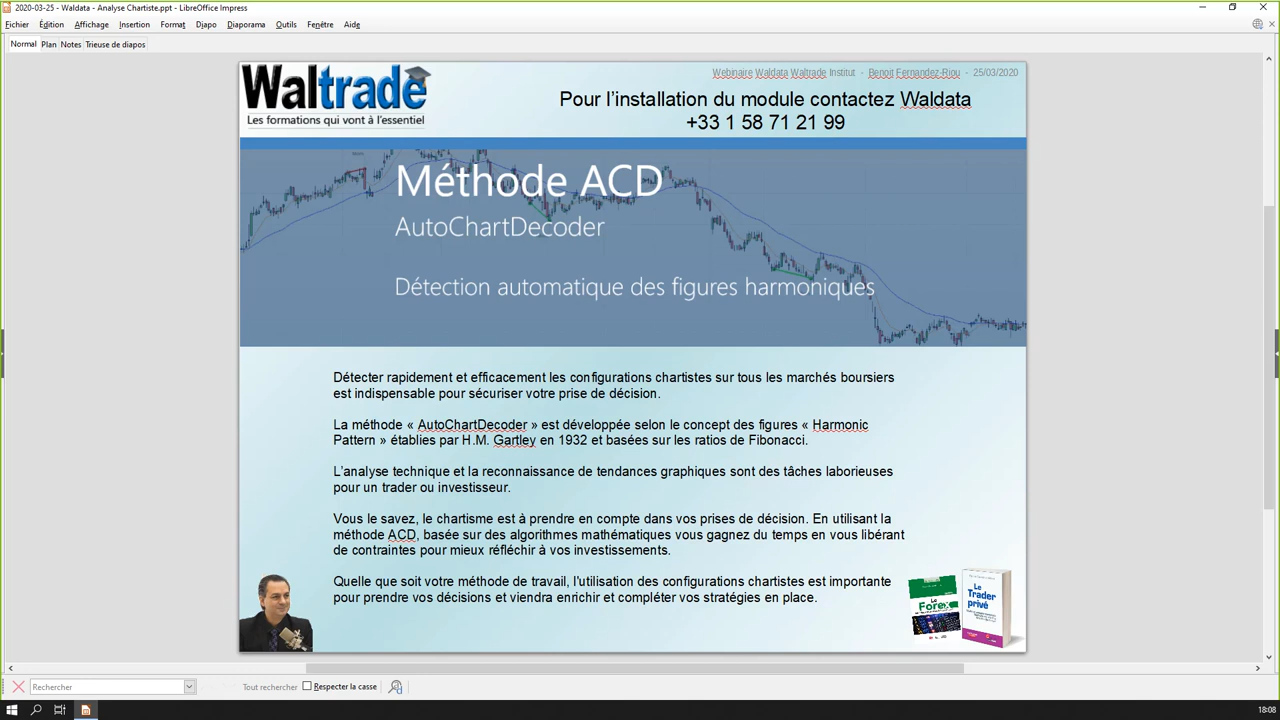 2020-03-25 - Waldata - Analyse Chartiste.ppt - LibreOffice Impress
Fichier Édition Affichage Insertion Format Diapo Diaporama Outils Fenêtre Aide
Normal Plan Notes Trieuse de diapos
Waltrade
Les formations qui vont à l'essentiel
Webinaire Waldata Waltrade Institut - Benoit Fernandez-Riou - 25/03/2020
Pour l’installation du module contactez Waldata
+33 1 58 71 21 99
Méthode ACD
AutoChartDecoder
Détection automatique des figures harmoniques
Détecter rapidement et efficacement les configurations chartistes sur tous les marchés boursiers
est indispensable pour sécuriser votre prise de décision.
La méthode « AutoChartDecoder » est développée selon le concept des figures « Harmonic
Pattern » établies par H.M. Gartley en 1932 et basées sur les ratios de Fibonacci.
L'analyse technique et la reconnaissance de tendances graphiques sont des tâches laborieuses
pour un trader ou investisseur.
Vous le savez, le chartisme est à prendre en compte dans vos prises de décision. En utilisant la
méthode ACD, basée sur des algorithmes mathématiques vous gagnez du temps en vous libérant
de contraintes pour mieux réfléchir à vos investissements.
Quelle que soit votre méthode de travail, l'utilisation des configurations chartistes est importante
pour prendre vos décisions et viendra enrichir et compléter vos stratégies en place.
Le
Forex
Le
Trader
privé
Rechercher Tout rechercher Respecter la casse
18:08